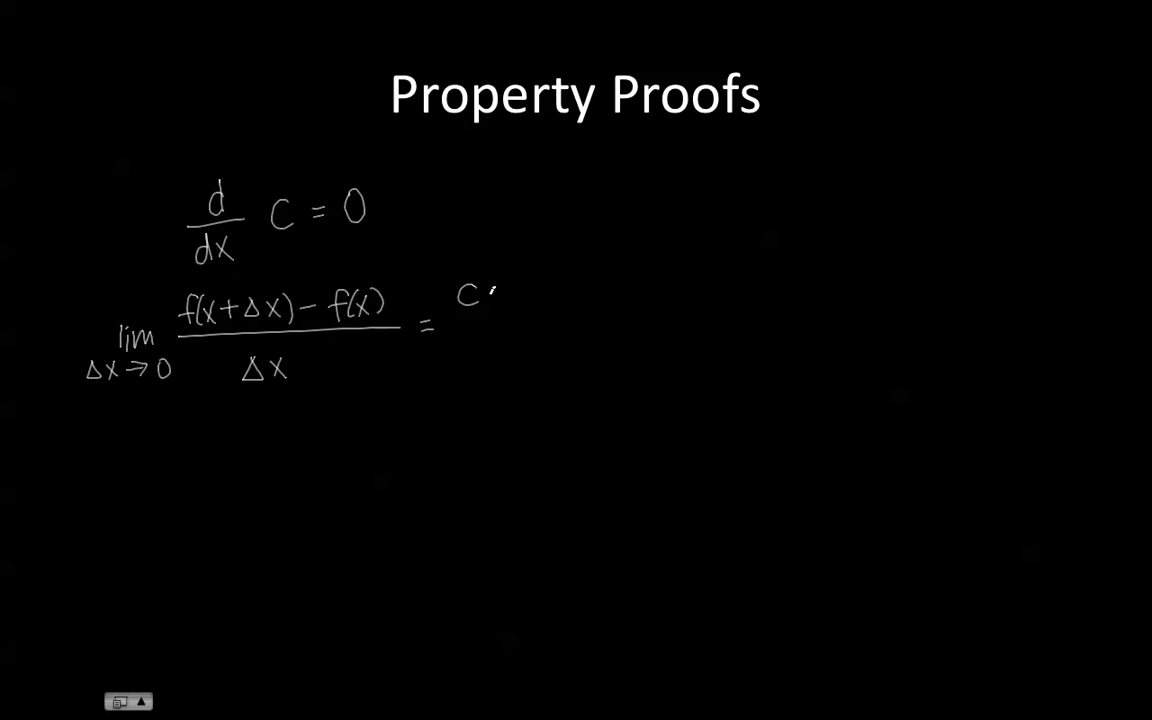 Property Proofs
d/dx C = 0
lim Δx→0 f(x+Δx) - f(x) / Δx = C